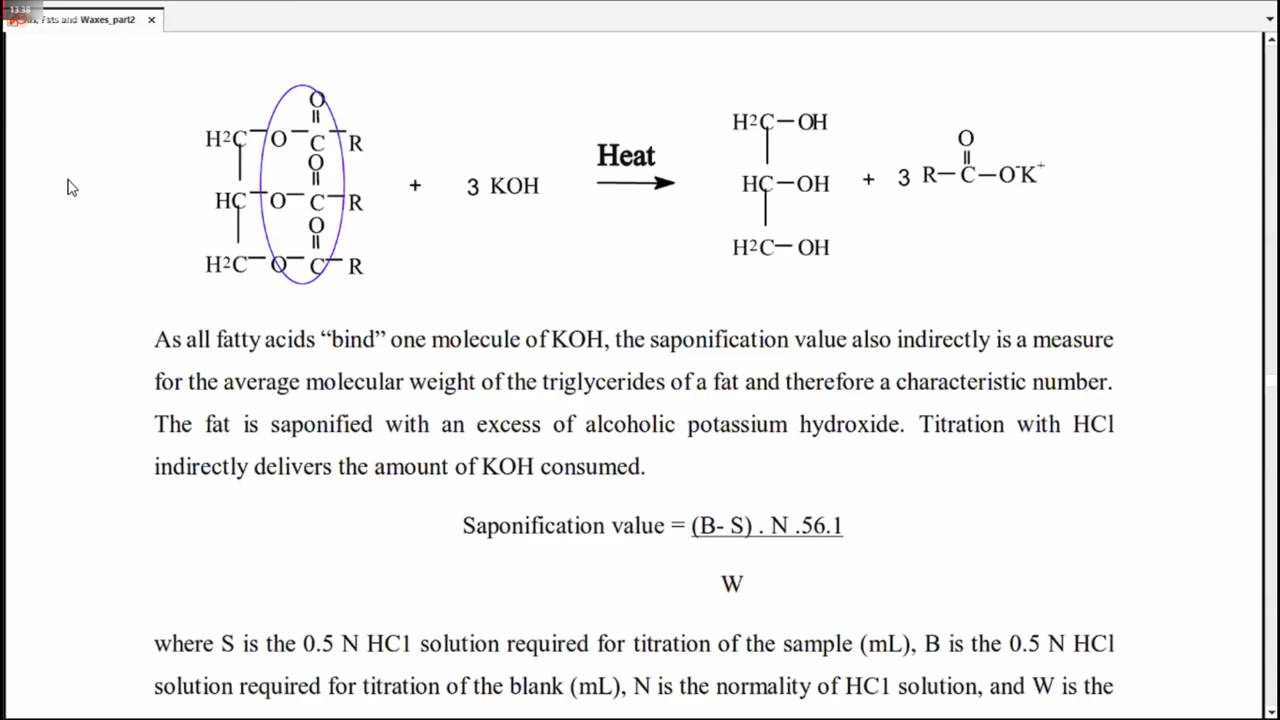 13:38
Fats and Waxes_part2
O
H2C—O—C—R
O
+ 3 KOH
Heat
HC—O—C—R
O
H2C—O—C—R
H2C—OH
HC—OH
H2C—OH
+ 3
O
R—C—O⁻K⁺
As all fatty acids “bind” one molecule of KOH, the saponification value also indirectly is a measure
for the average molecular weight of the triglycerides of a fat and therefore a characteristic number.
The fat is saponified with an excess of alcoholic potassium hydroxide. Titration with HCl
indirectly delivers the amount of KOH consumed.
Saponification value = (B- S) . N .56.1
W
where S is the 0.5 N HC1 solution required for titration of the sample (mL), B is the 0.5 N HCl
solution required for titration of the blank (mL), N is the normality of HC1 solution, and W is the